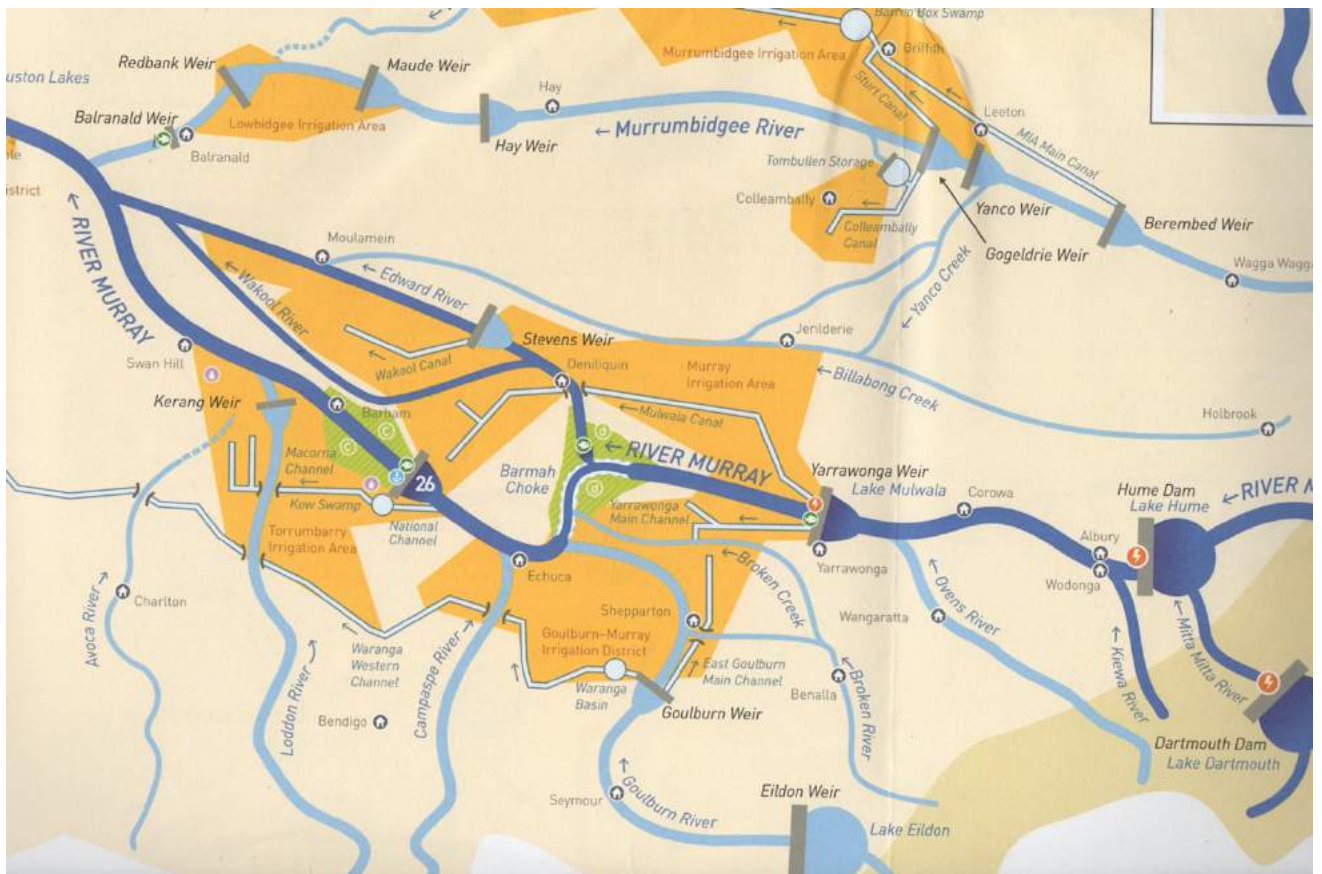 Barren Box Swamp
Redbank Weir
Maude Weir
Murrumbidgee Irrigation Area
Griffith
uston Lakes
Hay
Sturt Canal
Leeton
Balranald Weir
Lowbidgee Irrigation Area
← Murrumbidgee River
MIA Main Canal
Balranald
Hay Weir
Tombullen Storage
istrict
Colleambally
Yanco Weir
Berembed Weir
Colleambally
Canal
Gogeldrie Weir
Wagga Wagga
← RIVER MURRAY
Moulamein
← Edward River
← Wakool River
← Yanco Creek
Stevens Weir
Jerilderie
Swan Hill
Wakool Canal
Deniliquin
Murray
Irrigation Area
← Billabong Creek
Kerang Weir
Barham
← Mulwala Canal
Holbrook
C
C
d
← RIVER MURRAY
Macorna
Channel
26
Barmah
Choke
Yarrawonga Weir
Lake Mulwala
Corowa
Hume Dam
Lake Hume
← RIVER M
d
Kow Swamp
National
Channel
Yarrawonga
Main Channel
Albury
Torrumbarry
Irrigation Area
Echuca
Yarrawonga
Wodonga
← Broken Creek
← Ovens River
Avoca River →
Charlton
Shepparton
Wangaratta
Goulburn-Murray
Irrigation District
← Kiewa River
← Mitta Mitta River
Waranga
Western
Channel
Campaspe River →
East Goulburn
Main Channel
Waranga
Basin
Benalla
← Broken River
Loddon River →
Bendigo
Goulburn Weir
Dartmouth Dam
Lake Dartmouth
Seymour
← Goulburn River
Eildon Weir
Lake Eildon